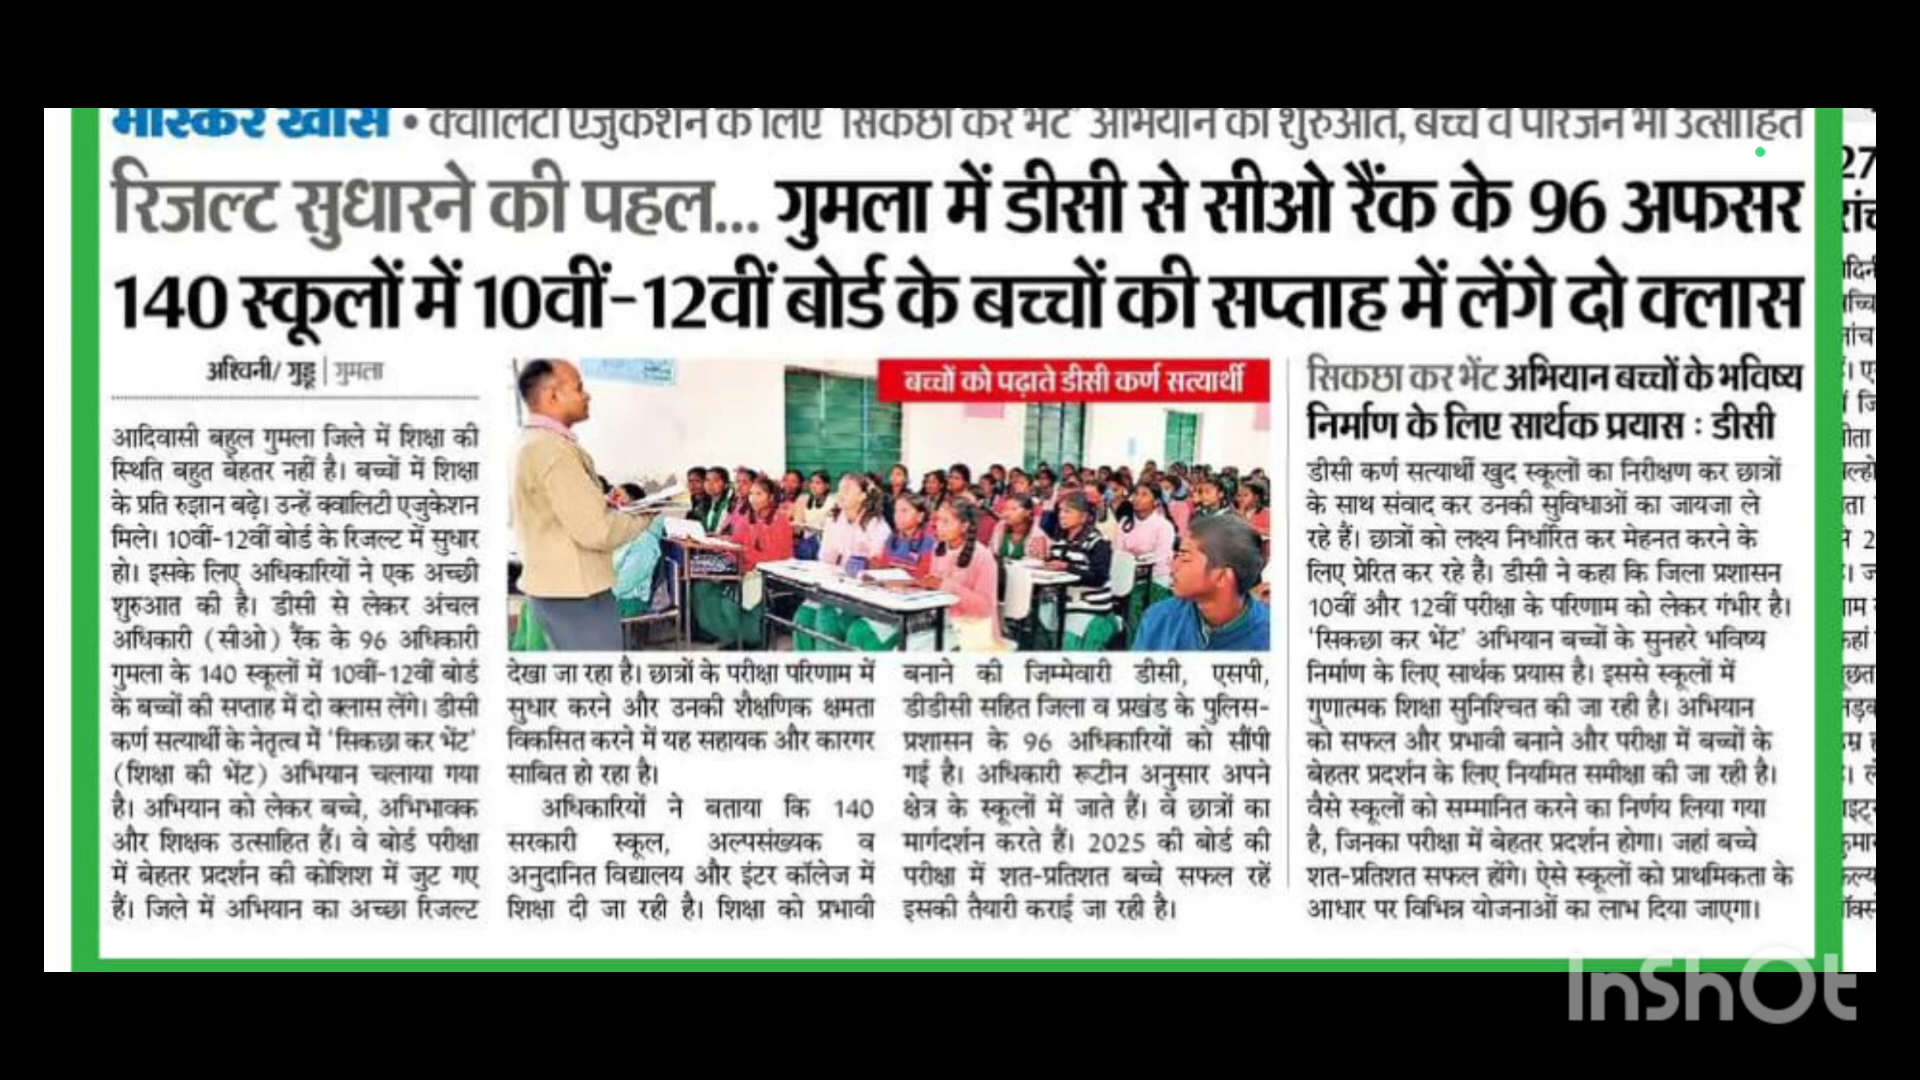 भास्कर खास • क्वालिटी एजुकेशन के लिए 'सिकछा कर भेंट' अभियान की शुरुआत, बच्चे व परिजन भी उत्साहित
रिजल्ट सुधारने की पहल... गुमला में डीसी से सीओ रैंक के 96 अफसर
140 स्कूलों में 10वीं-12वीं बोर्ड के बच्चों की सप्ताह में लेंगे दो क्लास
अश्विनी/ गुड्डू | गुमला
आदिवासी बहुल गुमला जिले में शिक्षा की
स्थिति बहुत बेहतर नहीं है। बच्चों में शिक्षा
के प्रति रुझान बढ़े। उन्हें क्वालिटी एजुकेशन
मिले। 10वीं-12वीं बोर्ड के रिजल्ट में सुधार
हो। इसके लिए अधिकारियों ने एक अच्छी
शुरुआत की है। डीसी से लेकर अंचल
अधिकारी (सीओ) रैंक के 96 अधिकारी
गुमला के 140 स्कूलों में 10वीं-12वीं बोर्ड
के बच्चों की सप्ताह में दो क्लास लेंगे। डीसी
कर्ण सत्यार्थी के नेतृत्व में 'सिकछा कर भेंट'
(शिक्षा की भेंट) अभियान चलाया गया
है। अभियान को लेकर बच्चे, अभिभावक
और शिक्षक उत्साहित हैं। वे बोर्ड परीक्षा
में बेहतर प्रदर्शन की कोशिश में जुट गए
हैं। जिले में अभियान का अच्छा रिजल्ट
बच्चों को पढ़ाते डीसी कर्ण सत्यार्थी
देखा जा रहा है। छात्रों के परीक्षा परिणाम में
सुधार करने और उनकी शैक्षणिक क्षमता
विकसित करने में यह सहायक और कारगर
साबित हो रहा है।
अधिकारियों ने बताया कि 140
सरकारी स्कूल, अल्पसंख्यक व
अनुदानित विद्यालय और इंटर कॉलेज में
शिक्षा दी जा रही है। शिक्षा को प्रभावी
बनाने की जिम्मेवारी डीसी, एसपी,
डीडीसी सहित जिला व प्रखंड के पुलिस-
प्रशासन के 96 अधिकारियों को सौंपी
गई है। अधिकारी रूटीन अनुसार अपने
क्षेत्र के स्कूलों में जाते हैं। वे छात्रों का
मार्गदर्शन करते हैं। 2025 की बोर्ड की
परीक्षा में शत-प्रतिशत बच्चे सफल रहें
इसकी तैयारी कराई जा रही है।
सिकछा कर भेंट अभियान बच्चों के भविष्य
निर्माण के लिए सार्थक प्रयास : डीसी
डीसी कर्ण सत्यार्थी खुद स्कूलों का निरीक्षण कर छात्रों
के साथ संवाद कर उनकी सुविधाओं का जायजा ले
रहे हैं। छात्रों को लक्ष्य निर्धारित कर मेहनत करने के
लिए प्रेरित कर रहे हैं। डीसी ने कहा कि जिला प्रशासन
10वीं और 12वीं परीक्षा के परिणाम को लेकर गंभीर है।
'सिकछा कर भेंट' अभियान बच्चों के सुनहरे भविष्य
निर्माण के लिए सार्थक प्रयास है। इससे स्कूलों में
गुणात्मक शिक्षा सुनिश्चित की जा रही है। अभियान
को सफल और प्रभावी बनाने और परीक्षा में बच्चों के
बेहतर प्रदर्शन के लिए नियमित समीक्षा की जा रही है।
वैसे स्कूलों को सम्मानित करने का निर्णय लिया गया
है, जिनका परीक्षा में बेहतर प्रदर्शन होगा। जहां बच्चे
शत-प्रतिशत सफल होंगे। ऐसे स्कूलों को प्राथमिकता के
आधार पर विभिन्न योजनाओं का लाभ दिया जाएगा।
InShOt